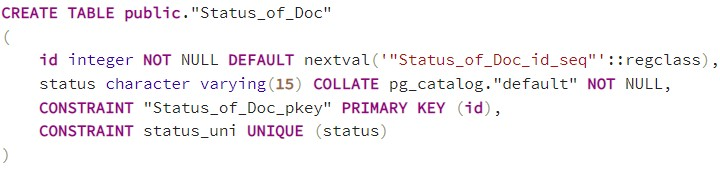 CREATE TABLE public."Status_of_Doc"
(
    id integer NOT NULL DEFAULT nextval('"Status_of_Doc_id_seq"'::regclass),
    status character varying(15) COLLATE pg_catalog."default" NOT NULL,
    CONSTRAINT "Status_of_Doc_pkey" PRIMARY KEY (id),
    CONSTRAINT status_uni UNIQUE (status)
)